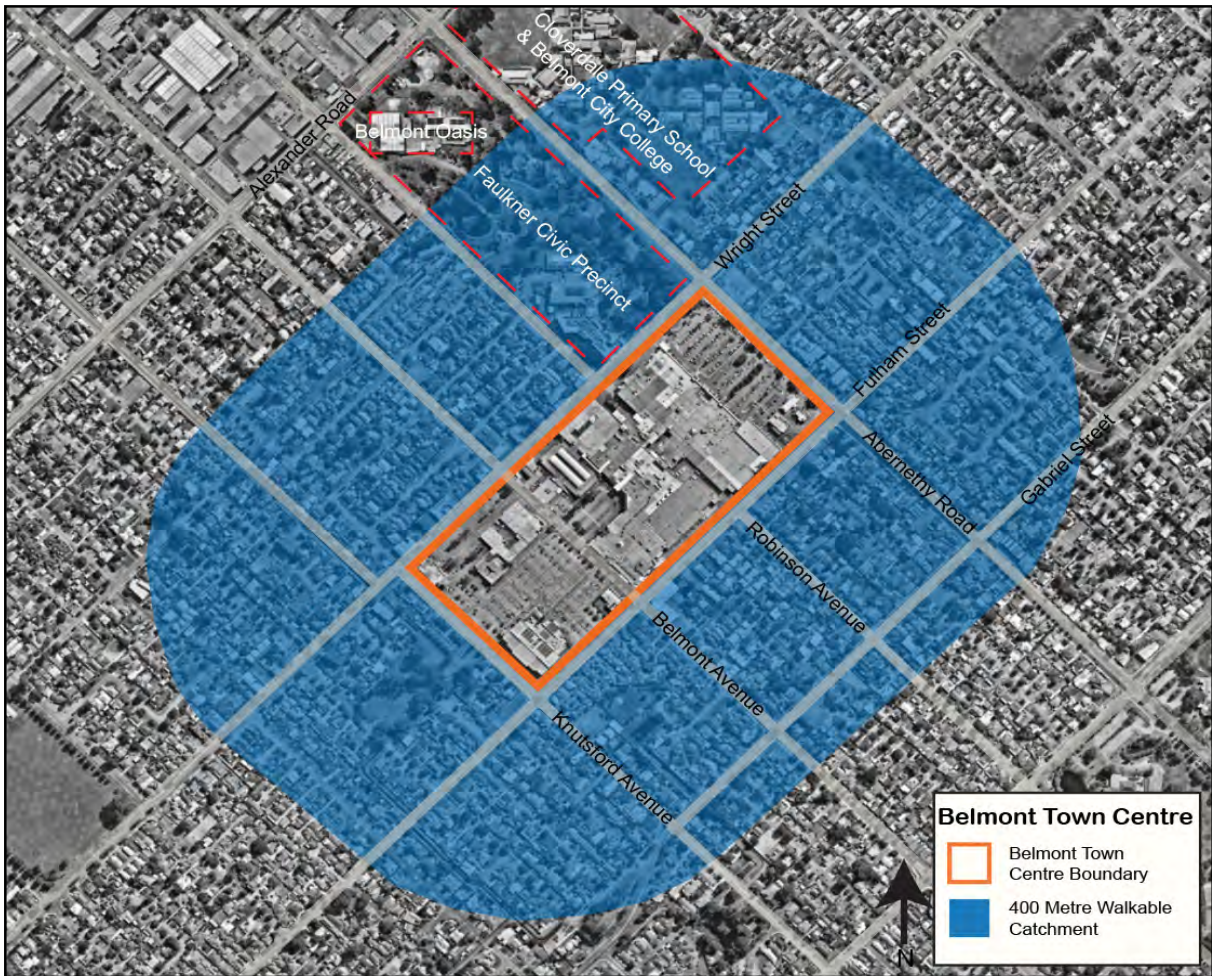 Cloverdale Primary School
& Belmont City College
Belmont Oasis
Alexander Road
Faulkner Civic Precinct
Wright Street
Fulham Street
Abernethy Road
Gabriel Street
Robinson Avenue
Belmont Avenue
Knutsford Avenue
Belmont Town Centre
Belmont Town
Centre Boundary
400 Metre Walkable
Catchment
N